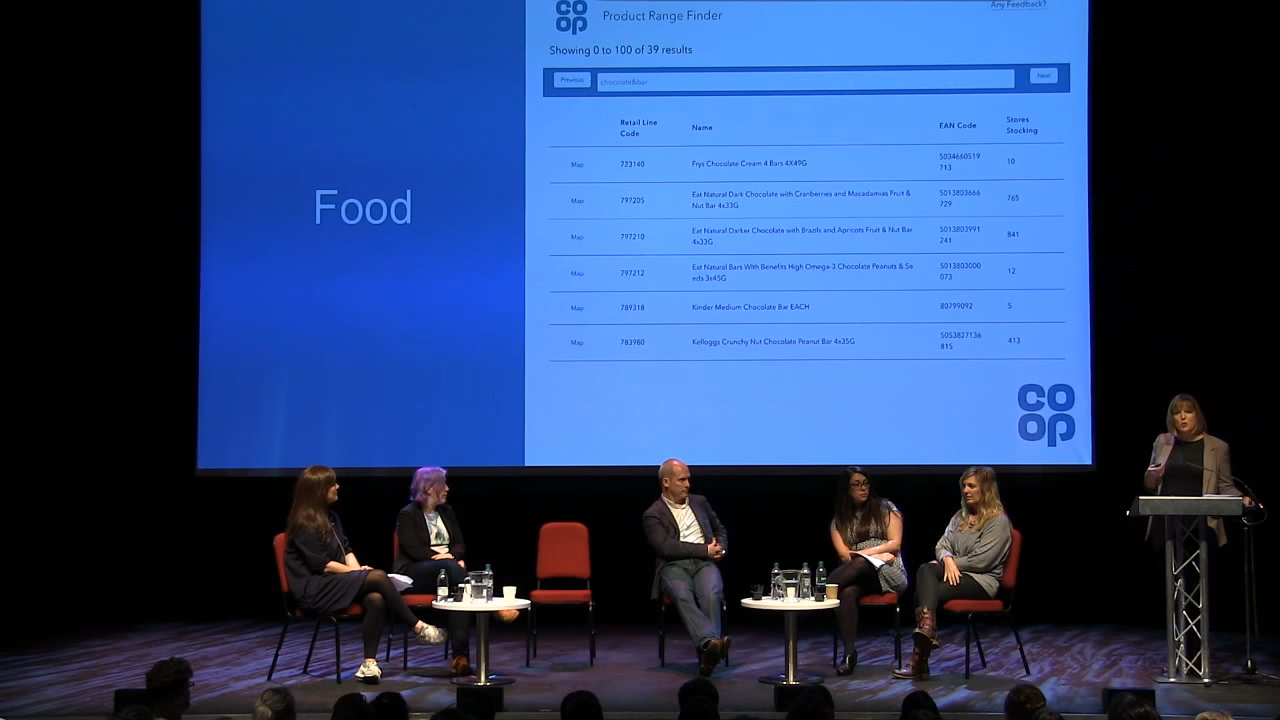 Food
CO
OP
Product Range Finder
Any Feedback?
Showing 0 to 100 of 39 results
Previous
chocolate&bar
Next
Retail Line Code
Name
EAN Code
Stores Stocking
Map 723140 Frys Chocolate Cream 4 Bars 4X49G 5034660519 713 10
Map 797205 Eat Natural Dark Chocolate with Cranberries and Macadamias Fruit & Nut Bar 4x33G 5013803666 729 765
Map 797210 Eat Natural Darker Chocolate with Brazils and Apricots Fruit & Nut Bar 4x33G 5013803991 241 841
Map 797212 Eat Natural Bars With Benefits High Omega-3 Chocolate Peanuts & Se eds 3x45G 5013803000 073 12
Map 789318 Kinder Medium Chocolate Bar EACH 80799092 5
Map 783980 Kelloggs Crunchy Nut Chocolate Peanut Bar 4x35G 5053827136 815 413
CO
OP